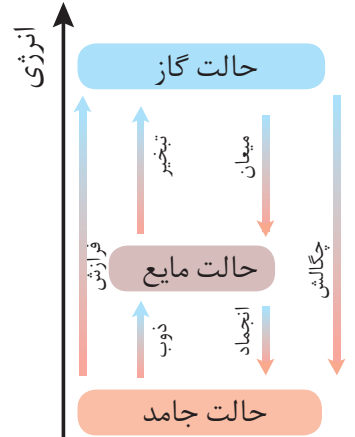 انرژی
حالت گاز
تبخیر
میعان
فرازش
چگالش
حالت مایع
ذوب
انجماد
حالت جامد